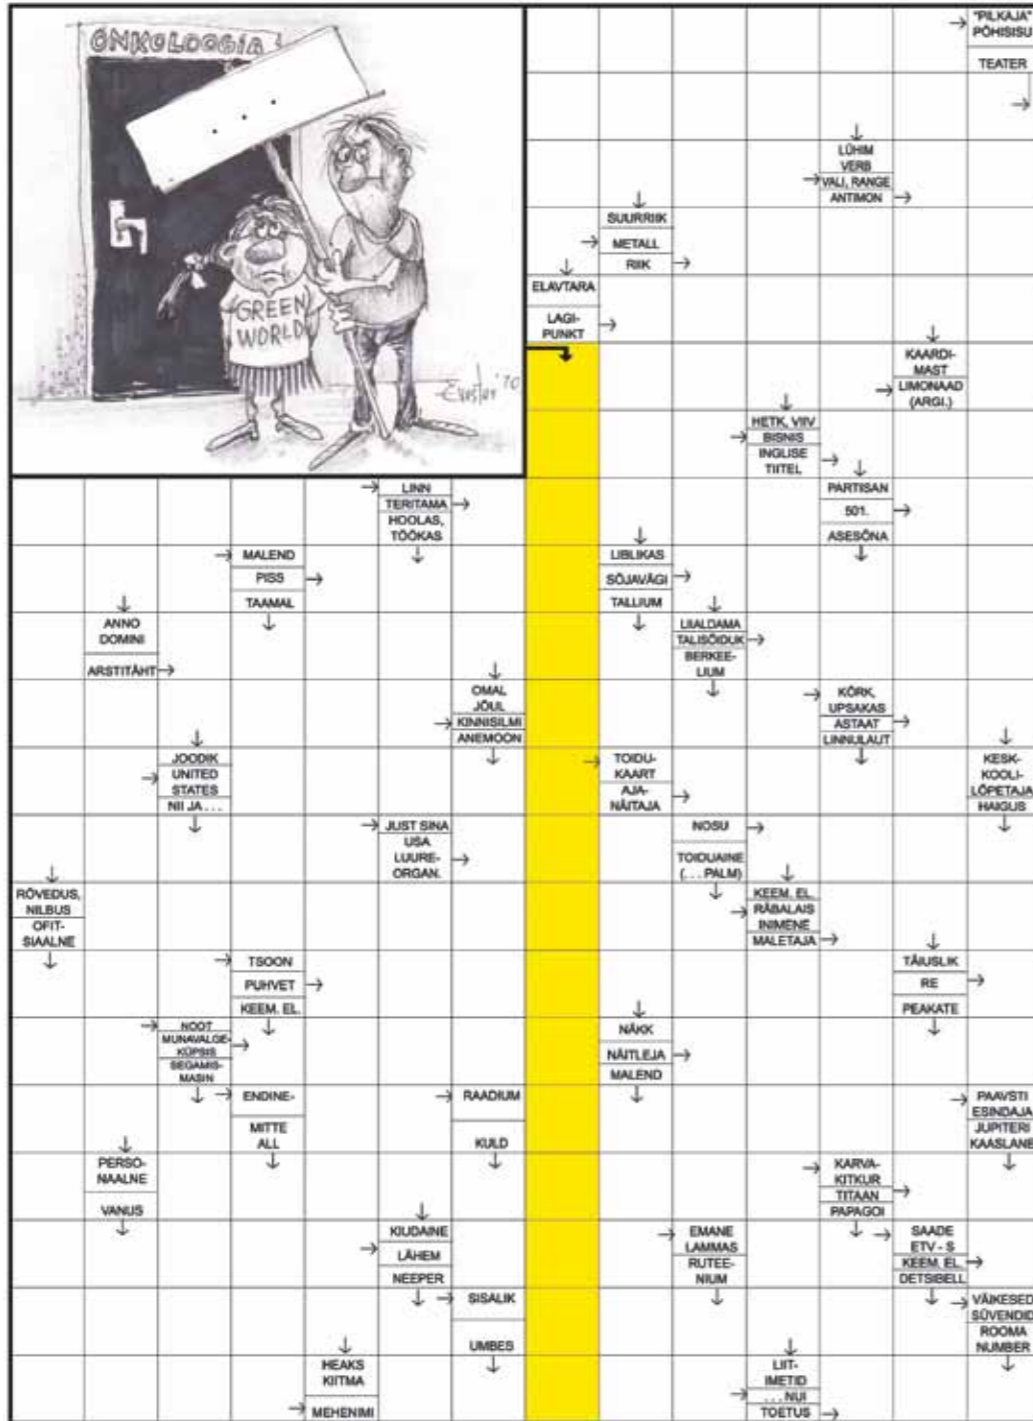 ONKOLOOGIA
GREEN
WORLD
"PILKAJA"
PÕHISISU
TEATER
LÜHIM
VERB
VALI, RANGE
ANTIMON
SUURRIIK
METALL
RIIK
ELAVTARA
LAGI-
PUNKT
KAARDI-
MAST
LIMONAAD
(ARGI.)
HETK, VIIV
BISNIS
INGLISE
TIITEL
LINN
TERITAMA
HOOLAS,
TÖÖKAS
PARTISAN
501.
ASESÕNA
MALEND
PISS
TAAMAL
LIBLIKAS
SÕJAVÄGI
TALLIUM
ANNO
DOMINI
ARSTITÄHT
LIIALDAMA
TALISÕIDUK
BERKEE-
LIUM
OMAL
JÕUL
KINNISILMI
ANEMOON
KÕRK,
UPSAKAS
ASTAAT
LINNULAUT
JOODIK
UNITED
STATES
NII JA ...
TOIDU-
KAART
AJA-
NÄITAJA
KESK-
KOOLI-
LÕPETAJA
HAIGUS
JUST SINA
USA
LUURE-
ORGAN.
NOSU
TOIDUAINE
(... PALM)
RÕVEDUS,
NILBUS
OFIT-
SIAALNE
KEEM. EL.
RÄBALAIS
INIMENE
MALETAJA
TSOON
PUHVET
KEEM. EL.
TÄIUSLIK
RE
PEAKATE
NOOT
MUNAVALGE-
KÜPSIS
SEGAMIS-
MASIN
NÄKK
NÄITLEJA
MALEND
ENDINE-
MITTE
ALL
RAADIUM
KULD
PAAVSTI
ESINDAJA
JUPITERI
KAASLANE
PERSO-
NAALNE
VANUS
KARVA-
KITKUR
TITAAN
PAPAGOI
KIUDAINE
LÄHEM
NEEPER
EMANE
LAMMAS
RUTEE-
NIUM
SAADE
ETV - S
KEEM. EL.
DETSIBELL
SISALIK
UMBES
VÄIKESED
SÜVENDID
ROOMA
NUMBER
HEAKS
KIITMA
MEHENIMI
LIIT-
IMETID
... NUI
TOETUS